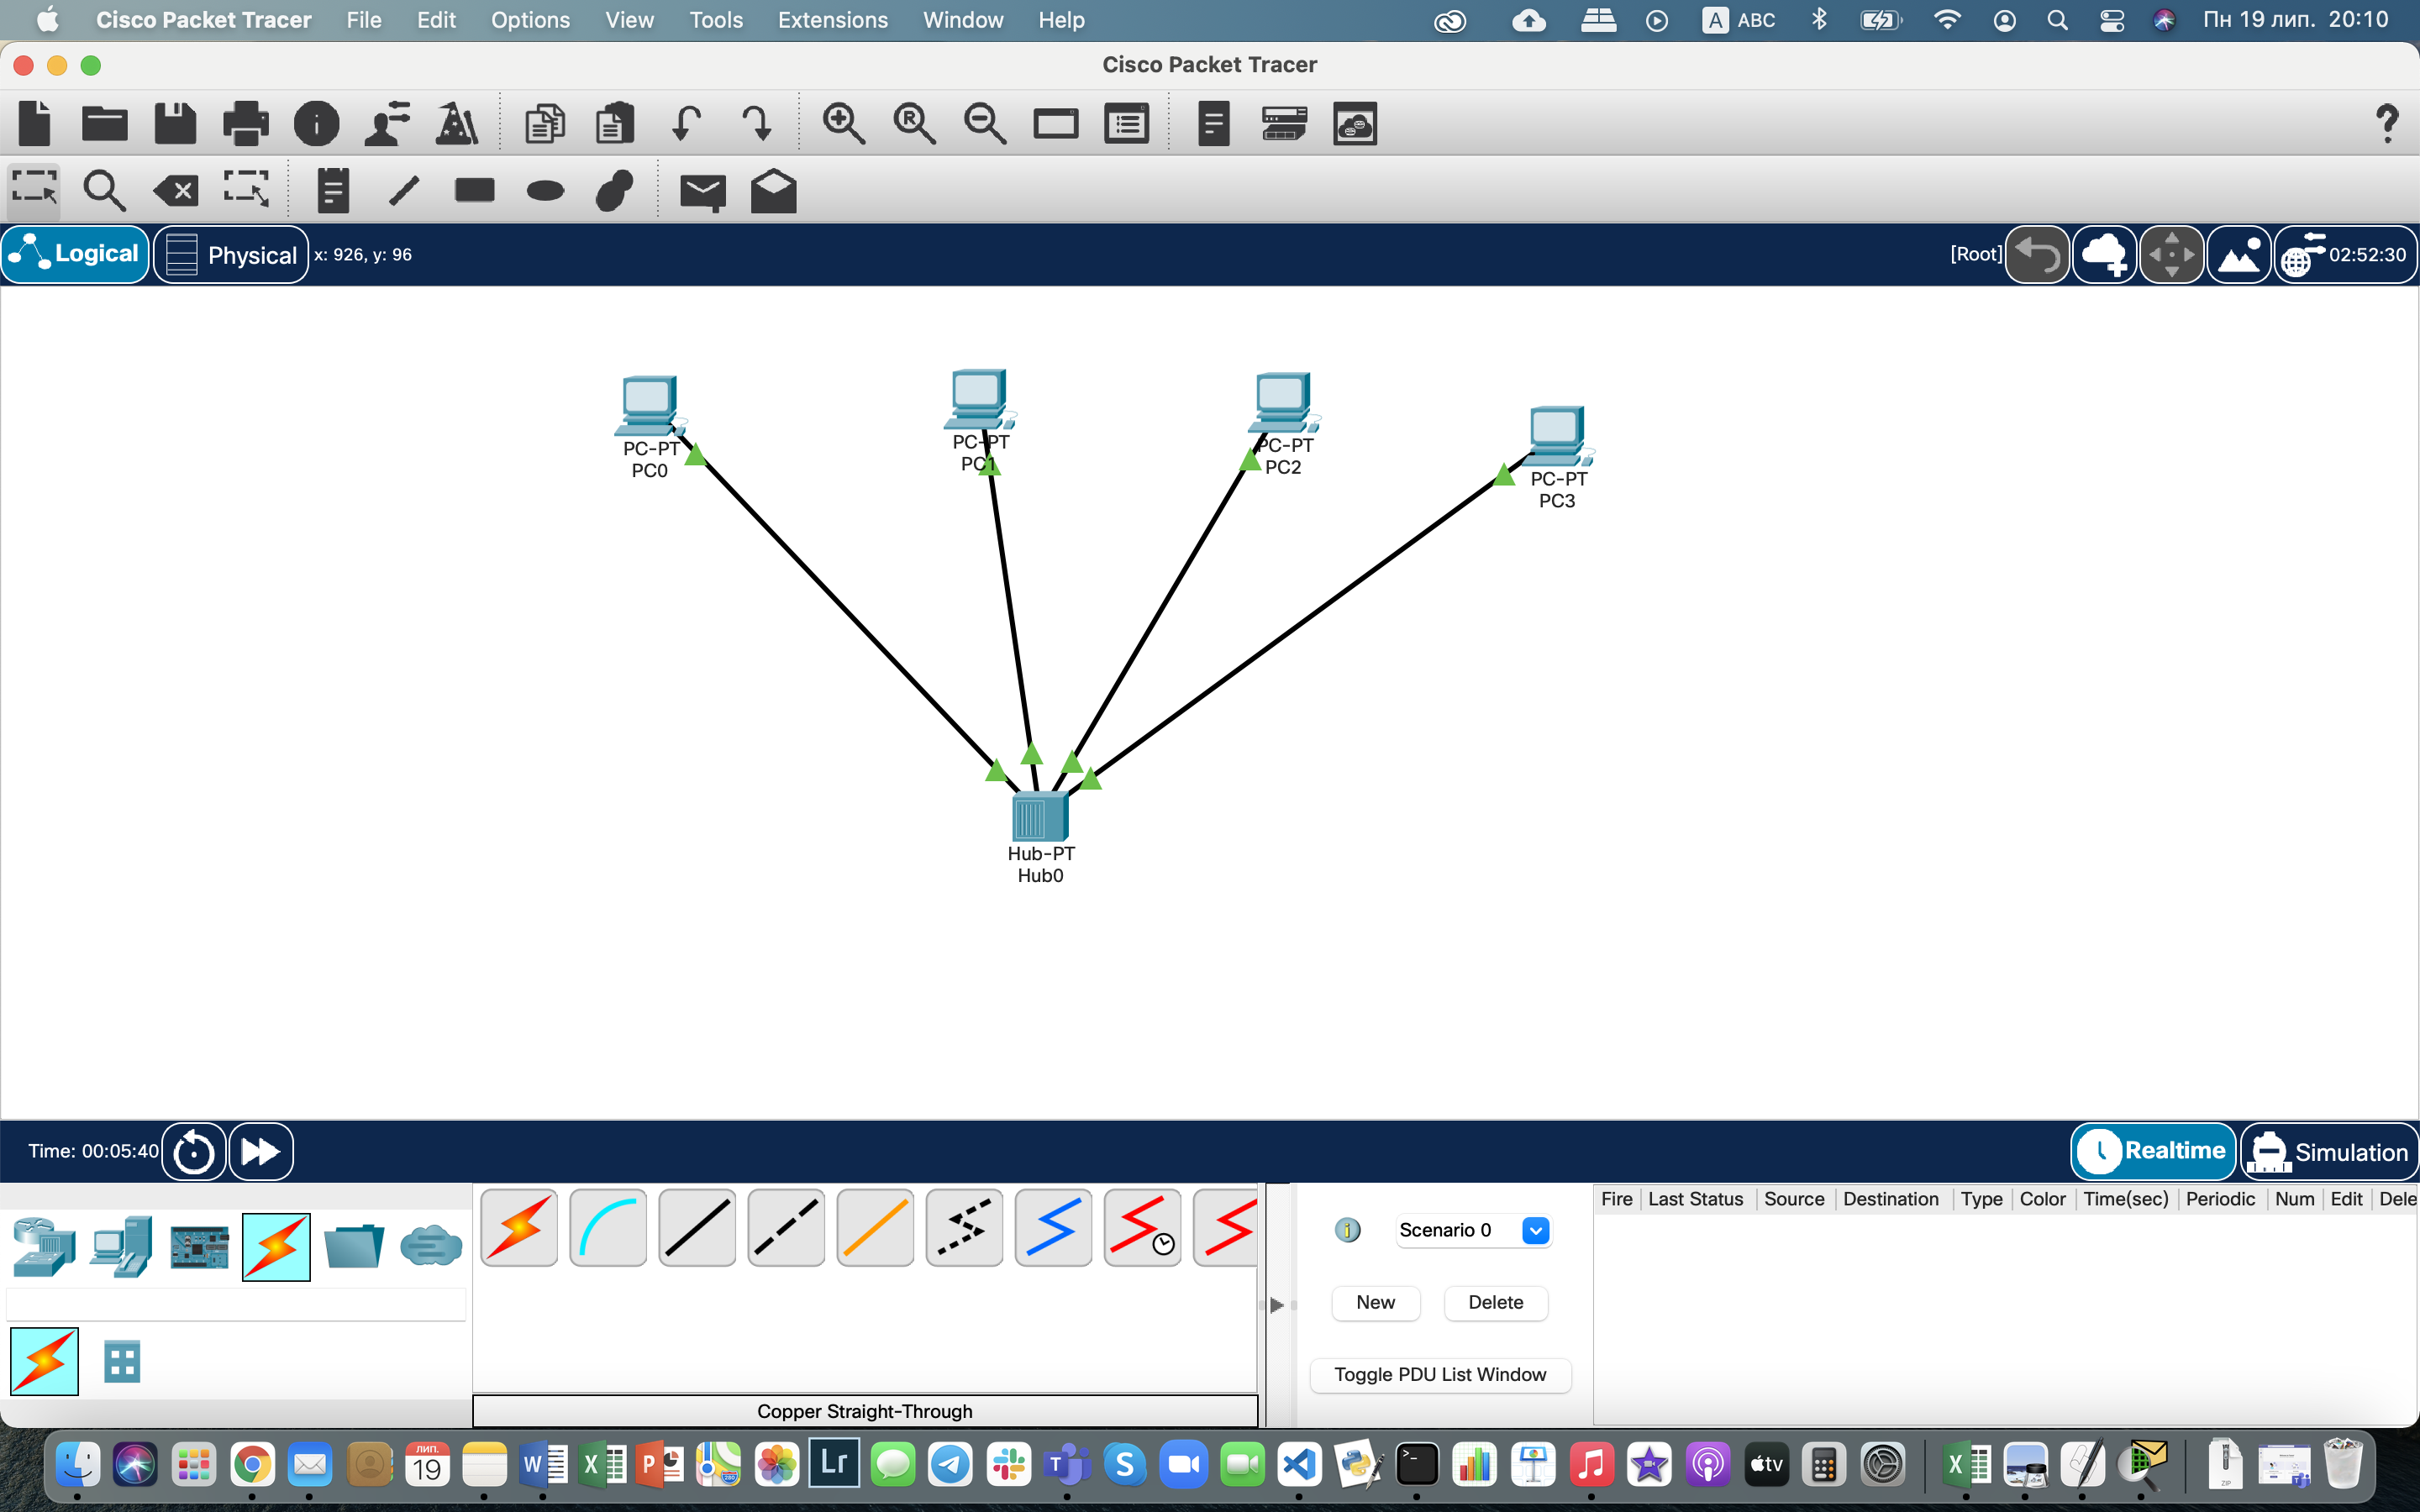 Cisco Packet Tracer File Edit Options View Tools Extensions Window Help A ABC Пн 19 лип. 20:10
Cisco Packet Tracer
Logical Physical x: 926, y: 96 [Root] 02:52:30
PC-PT
PC0
PC-PT
PC1
PC-PT
PC2
PC-PT
PC3
Hub-PT
Hub0
Time: 00:05:40 Realtime Simulation
Scenario 0
New Delete
Toggle PDU List Window
Fire Last Status Source Destination Type Color Time(sec) Periodic Num Edit Dele
Copper Straight-Through
ЛИП.
19
Lr
tv
ZIP